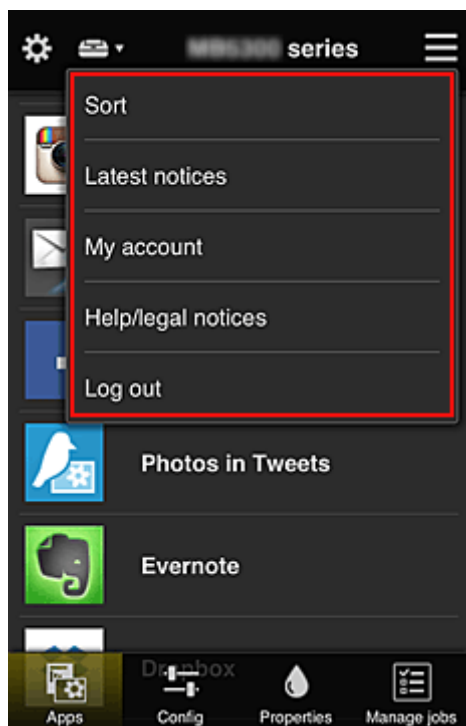 series
Sort
Latest notices
My account
Help/legal notices
Log out
Photos in Tweets
Evernote
Dropbox
Apps
Config
Properties
Manage jobs